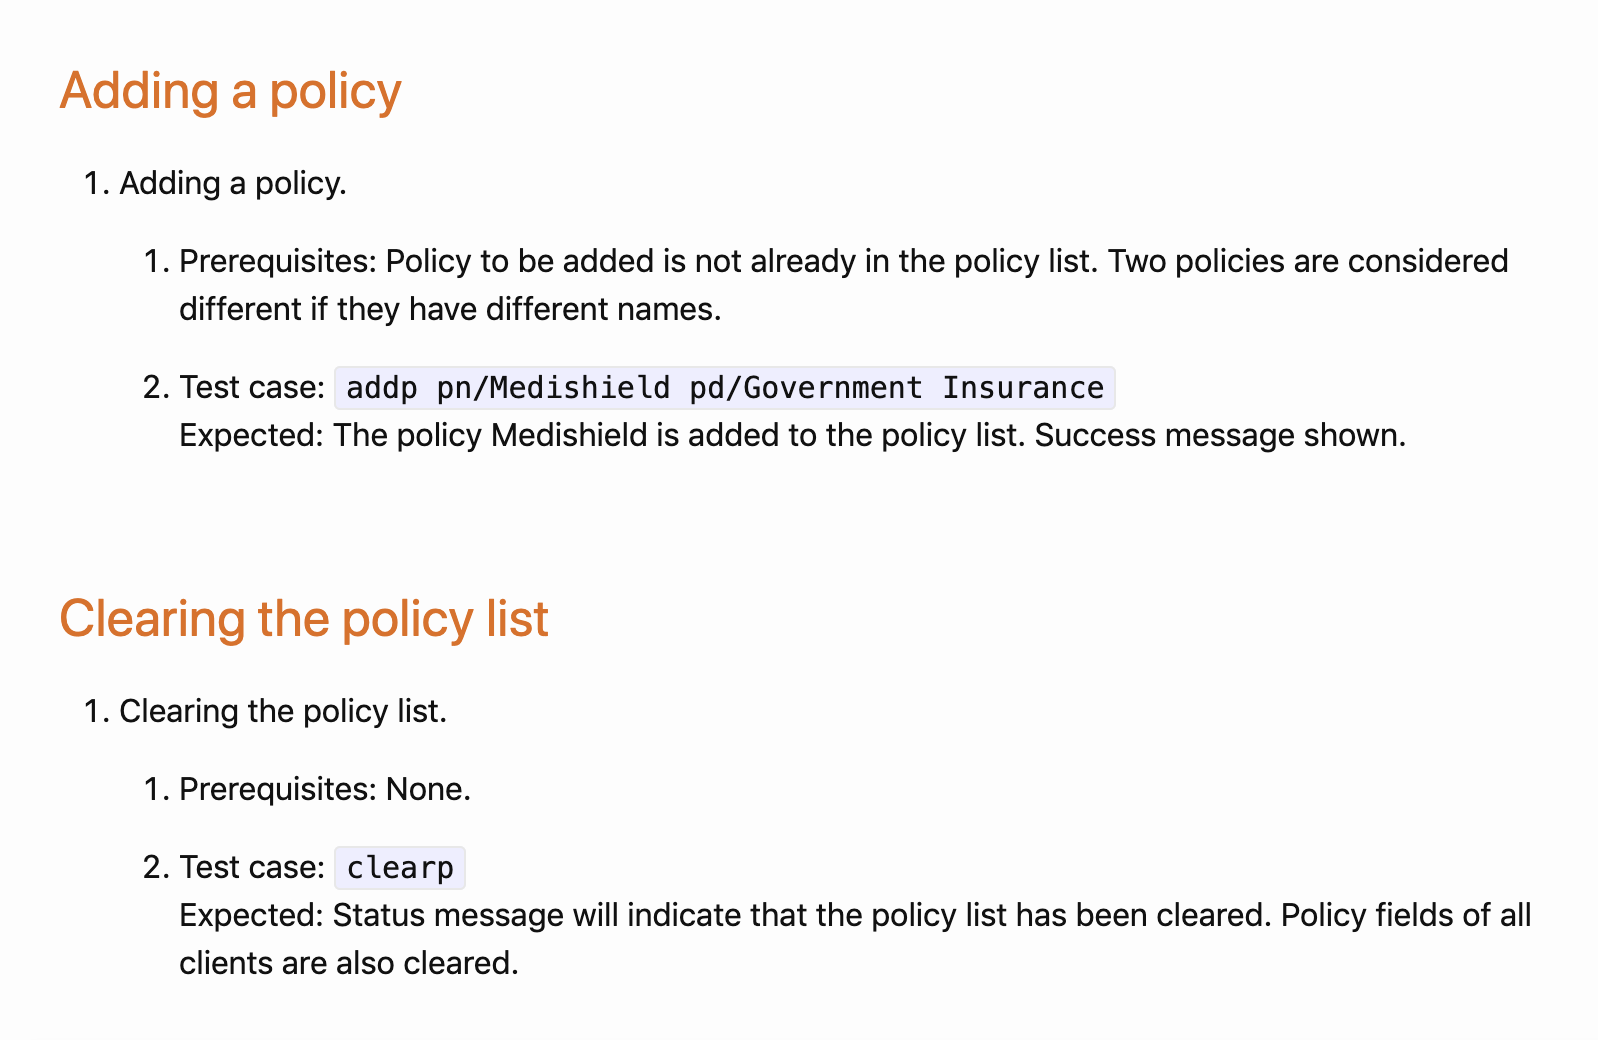 Adding a policy
1. Adding a policy.
1. Prerequisites: Policy to be added is not already in the policy list. Two policies are considered
different if they have different names.
2. Test case: addp pn/Medishield pd/Government Insurance
Expected: The policy Medishield is added to the policy list. Success message shown.
Clearing the policy list
1. Clearing the policy list.
1. Prerequisites: None.
2. Test case: clearp
Expected: Status message will indicate that the policy list has been cleared. Policy fields of all
clients are also cleared.